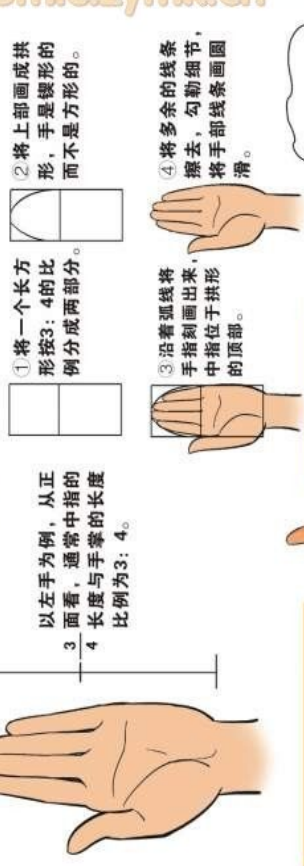 omic.zymk.cn
以左手为例，从正
面看，通常中指的
长度与手掌的长度
比例为3：4。
3
4
①将一个长方
形按3：4的比
例分成两部分。
②将上部画成拱
形，手是锲形的
而不是方形的。
③沿着弧线将
手指刻画出来，
中指位于拱形
的顶部。
④将多余的线条
擦去，勾勒细节，
将手部线条画圆
滑。